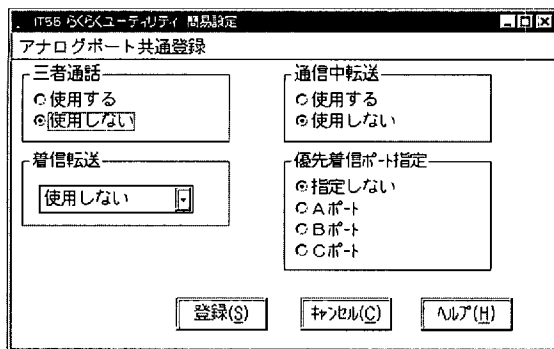 IT56 らくらくユーティリティ 簡易設定
アナログポート共通登録
三者通話
使用する
使用しない
通信中転送
使用する
使用しない
着信転送
使用しない
優先着信ポート指定
指定しない
Aポート
Bポート
Cポート
登録(S)
キャンセル(C)
ヘルプ(H)